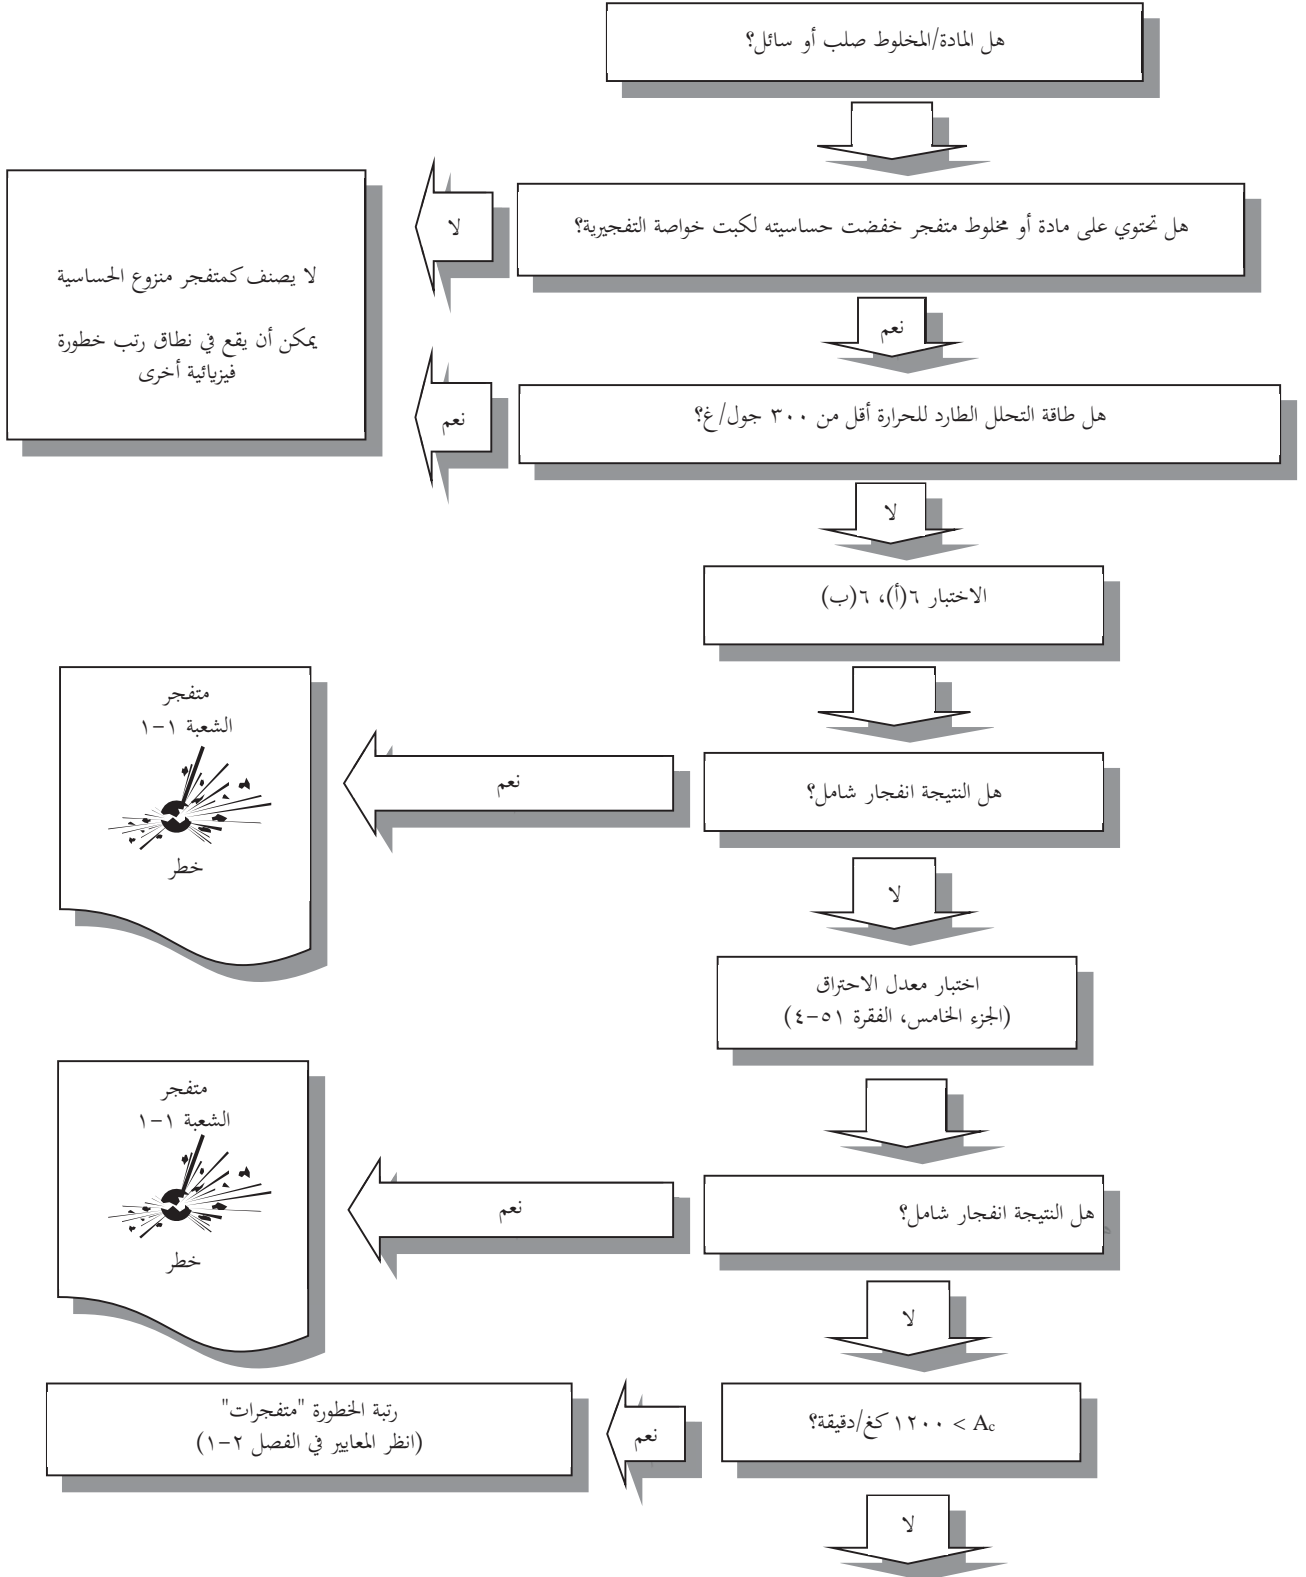 هل المادة/المخلوط صلب أو سائل؟
هل تحتوي على مادة أو مخلوط متفجر خفضت حساسيته لكبت خواصة التفجيرية؟
لا
لا يصنف كمتفجر منزوع الحساسية
يمكن أن يقع في نطاق رتب خطورة
فيزيائية أخرى
نعم
هل طاقة التحلل الطارد للحرارة أقل من ٣٠٠ جول/غ؟
نعم
لا
الاختبار ٦(أ)، ٦(ب)
هل النتيجة انفجار شامل؟
نعم
متفجر
الشعبة ١-١
خطر
لا
اختبار معدل الاحتراق
(الجزء الخامس، الفقرة ٥١-٤)
هل النتيجة انفجار شامل؟
نعم
متفجر
الشعبة ١-١
خطر
لا
Ac > ١٢٠٠ كغ/دقيقة؟
نعم
رتبة الخطورة "متفجرات"
(انظر المعايير في الفصل ٢-١)
لا